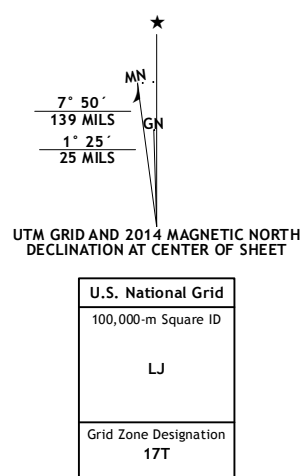 ★
MN
7° 50´
139 MILS
GN
1° 25´
25 MILS
UTM GRID AND 2014 MAGNETIC NORTH
DECLINATION AT CENTER OF SHEET
U.S. National Grid
100,000-m Square ID
LJ
Grid Zone Designation
17T